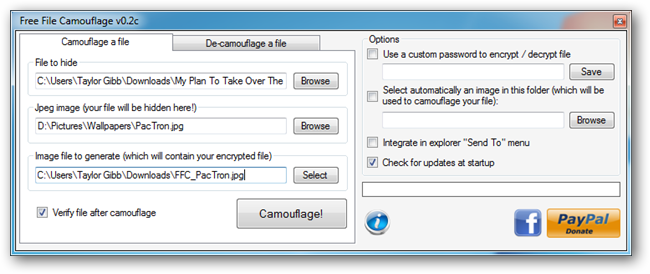 Free File Camouflage v0.2c
Camouflage a file
De-camouflage a file
File to hide
C:\Users\Taylor Gibb\Downloads\My Plan To Take Over The
Browse
Jpeg image (your file will be hidden here!)
D:\Pictures\Wallpapers\PacTron.jpg
Browse
Image file to generate (which will contain your encrypted file)
C:\Users\Taylor Gibb\Downloads\FFC_PacTron.jpg
Select
Verify file after camouflage
Camouflage!
Options
Use a custom password to encrypt / decrypt file
Save
Select automatically an image in this folder (which will be
used to camouflage your file):
Browse
Integrate in explorer "Send To" menu
Check for updates at startup
PayPal
Donate